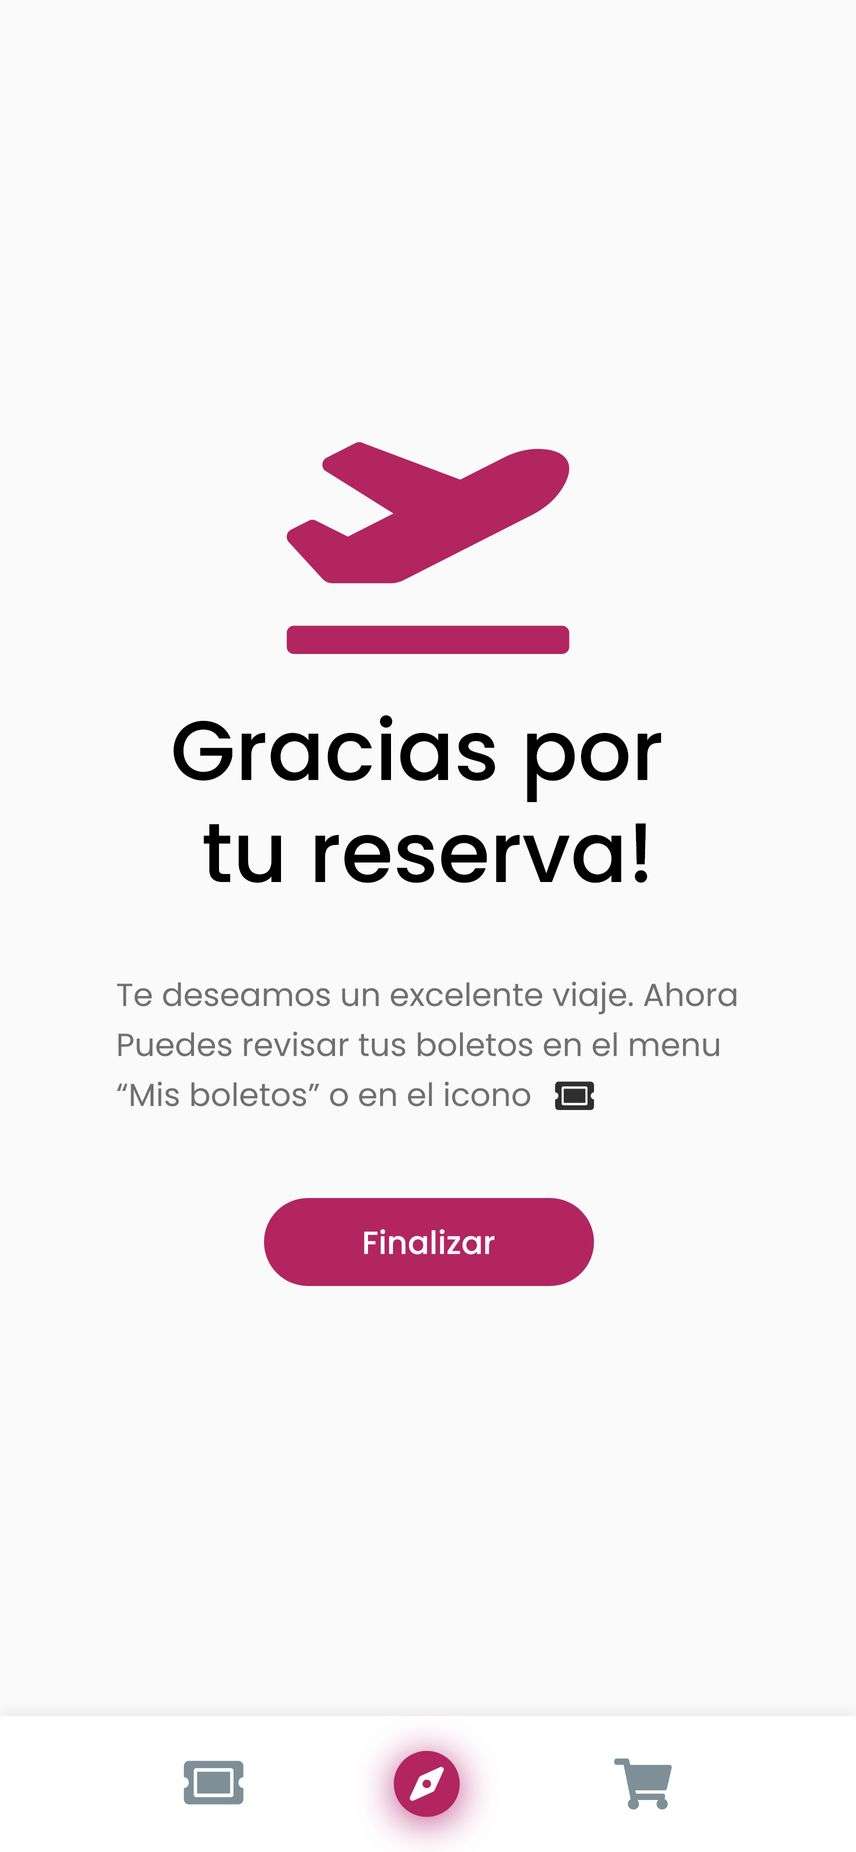 Gracias por
tu reserva!
Te deseamos un excelente viaje. Ahora
Puedes revisar tus boletos en el menu
“Mis boletos” o en el icono
Finalizar